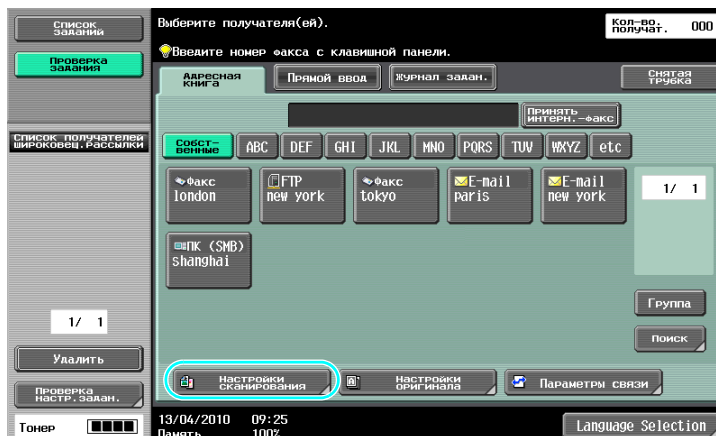 Список
заданий
Выберите получателя(ей).
Кол-во.
получат.
000
Проверка
задания
Введите номер факса с клавишной панели.
Адресная
книга
Прямой ввод
Журнал задан.
Снятая
трубка
Принять
интерн.-факс
Список получателей
широковещ.рассылки
Собст-
венные
ABC
DEF
GHI
JKL
MNO
PQRS
TUV
WXYZ
etc
Факс
london
FTP
new york
Факс
tokyo
E-mail
paris
E-mail
new york
1/ 1
ПК (SMB)
shanghai
Группа
1/ 1
Поиск
Удалить
Проверка
настр.задан.
Настройки
сканирования
Настройки
оригинала
Параметры связи
Тонер
13/04/2010 09:25
Память 100%
Language Selection